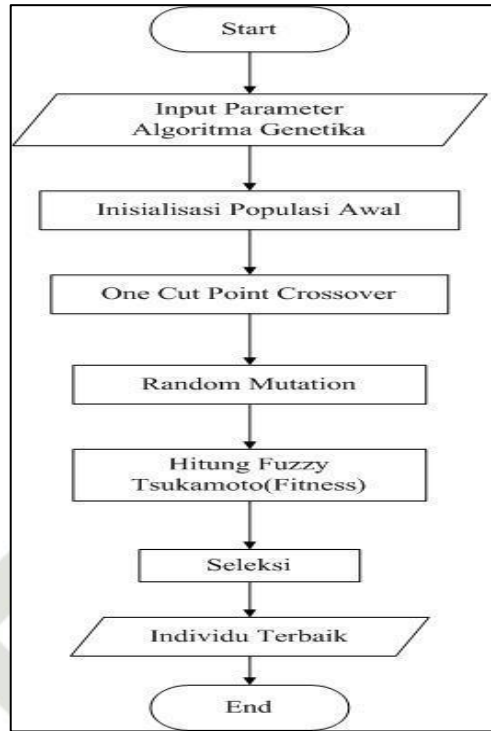 Start
Input Parameter
Algoritma Genetika
Inisialisasi Populasi Awal
One Cut Point Crossover
Random Mutation
Hitung Fuzzy
Tsukamoto(Fitness)
Seleksi
Individu Terbaik
End